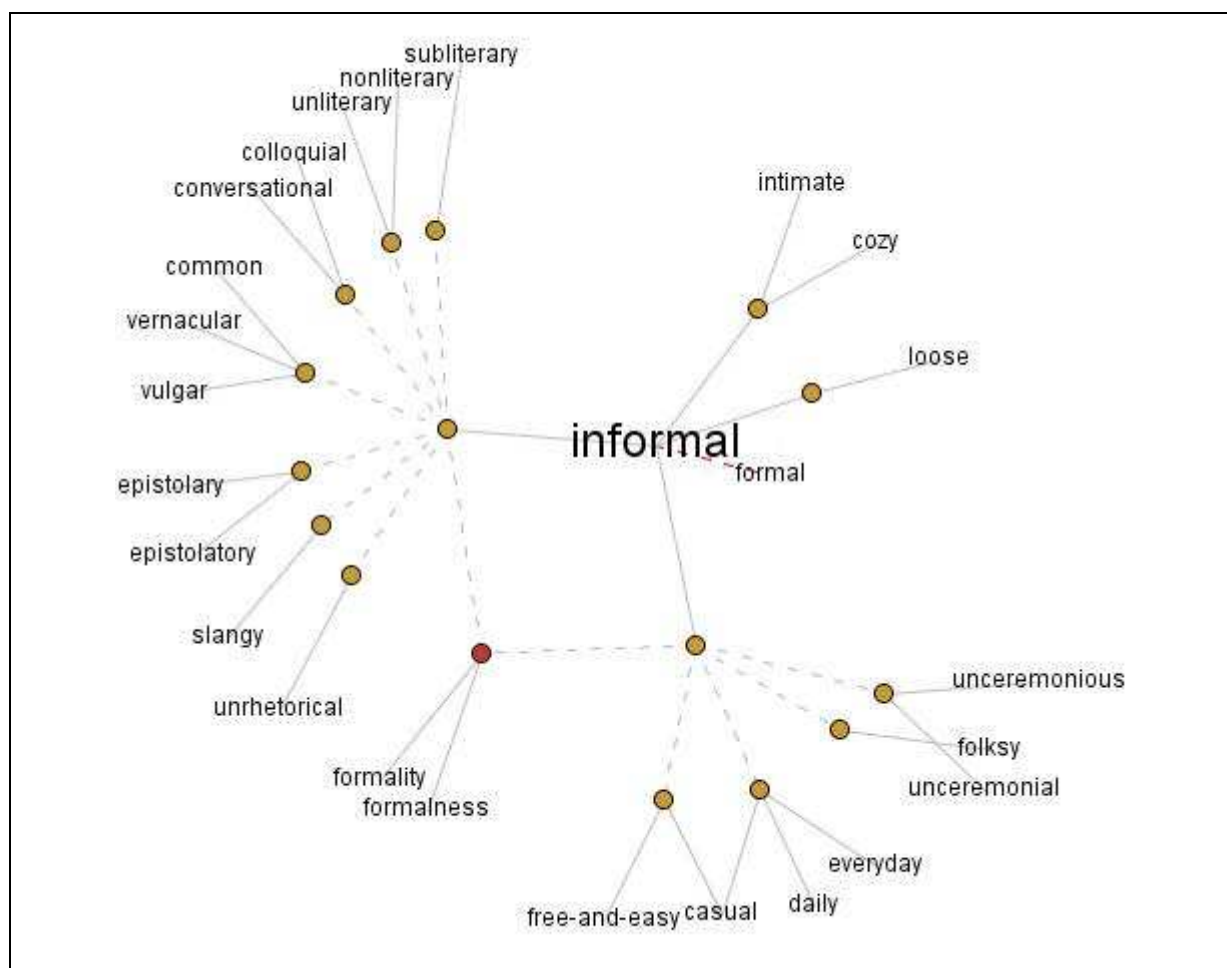 subliterary
nonliterary
unliterary
colloquial
conversational
intimate
cozy
common
vernacular
loose
vulgar
informal
formal
epistolary
epistolatory
slangy
unrhetorical
unceremonious
folksy
unceremonial
formality
formalness
everyday
daily
casual
free-and-easy